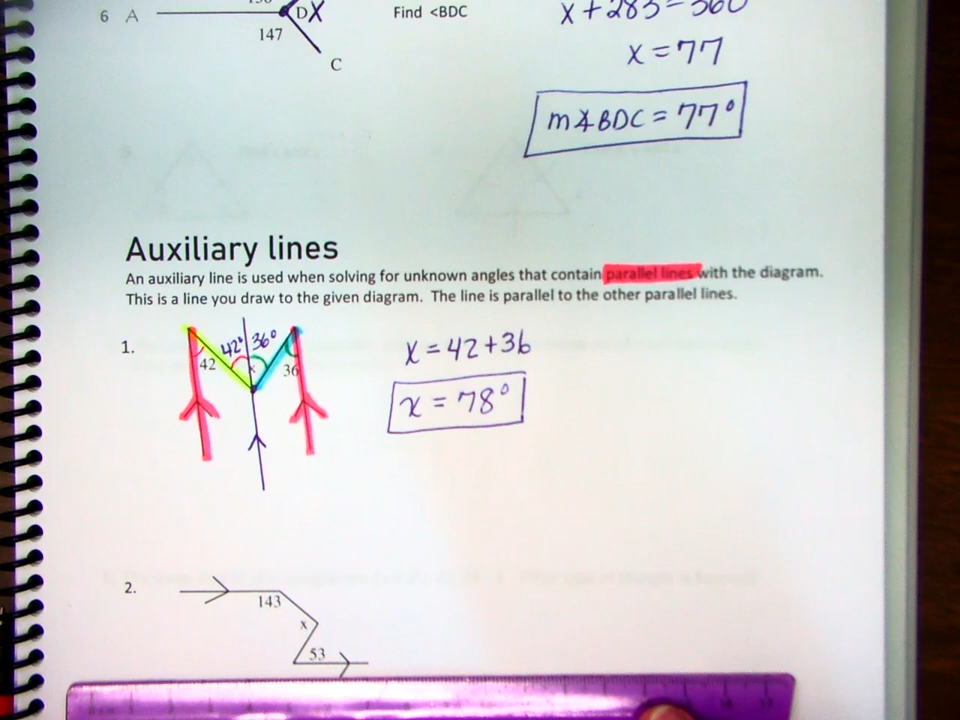 6 A D X Find <BDC x + 283 = 360
147
C
x = 77
m∡BDC = 77°
Auxiliary lines
An auxiliary line is used when solving for unknown angles that contain parallel lines with the diagram.
This is a line you draw to the given diagram. The line is parallel to the other parallel lines.
1. 42 42° 36° x 36
x = 42 + 36
x = 78°
2. 143
x
53